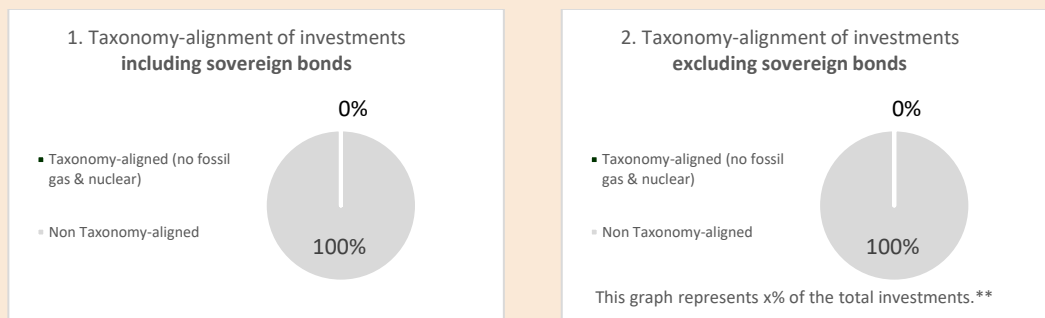 1. Taxonomy-alignment of investments
including sovereign bonds
0%
Taxonomy-aligned (no fossil
gas & nuclear)
Non Taxonomy-aligned
100%
2. Taxonomy-alignment of investments
excluding sovereign bonds
0%
Taxonomy-aligned (no fossil
gas & nuclear)
Non Taxonomy-aligned
100%
This graph represents x% of the total investments.**